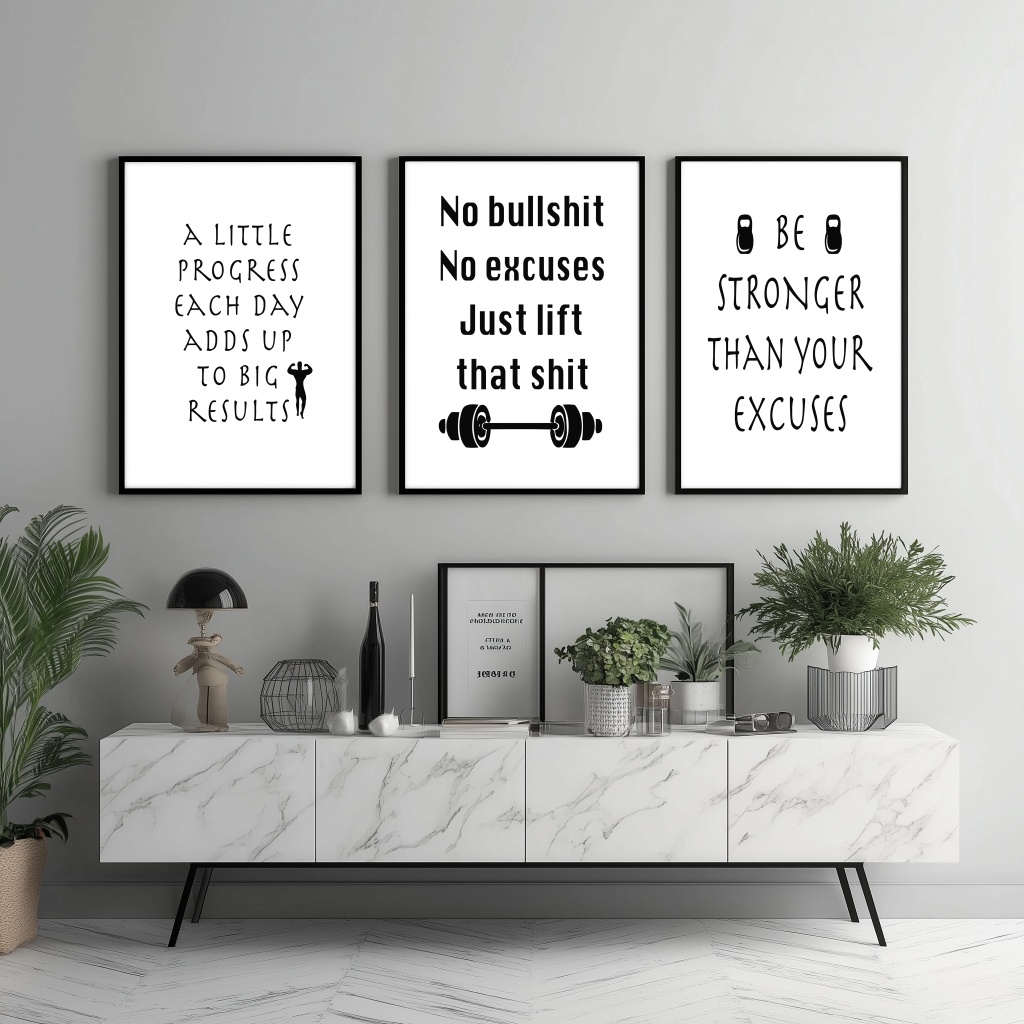 A LITTLE
PROGRESS
EACH DAY
ADDS UP
TO BIG
RESULTS
No bullshit
No excuses
Just lift
that shit
BE
STRONGER
THAN YOUR
EXCUSES